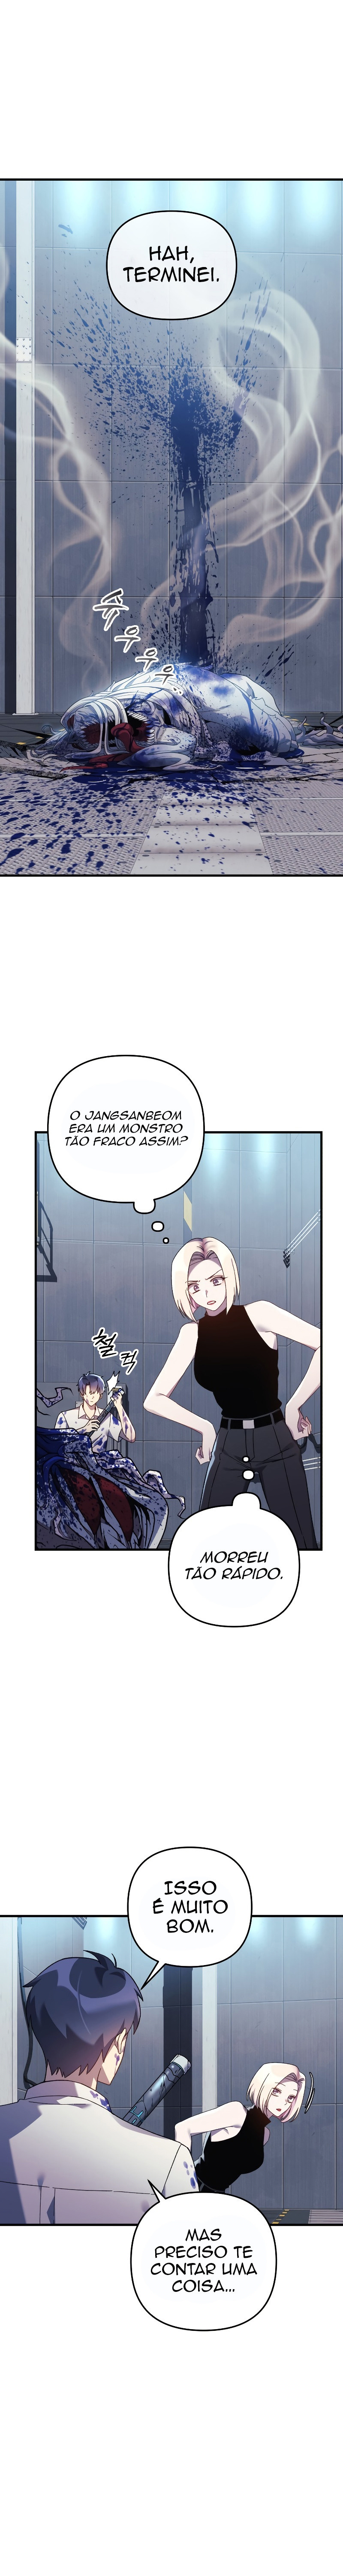 HAH,
TERMINEI.
슈
우
우
우...
O JANGSANBEOM
ERA UM MONSTRO
TÃO FRACO ASSIM?
철
컥
MORREU
TÃO RÁPIDO.
ISSO
É MUITO
BOM.
MAS
PRECISO TE
CONTAR UMA
COISA...